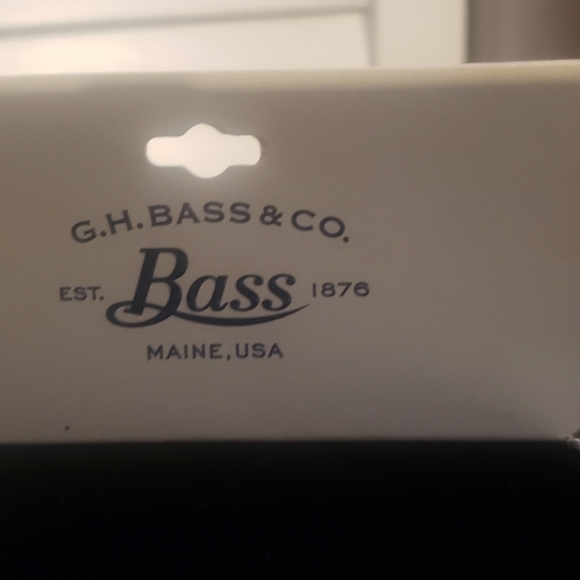 G.H. BASS & CO.
EST. Bass 1876
MAINE, USA